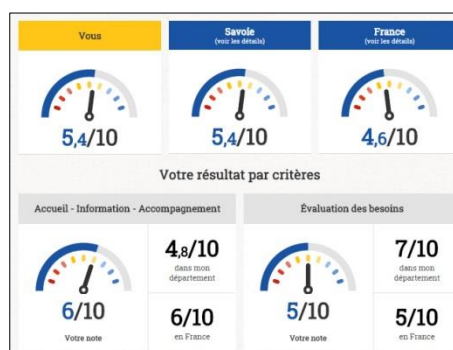 Vous
Savoie
(voir les détails)
France
(voir les détails)
5,4/10
5,4/10
4,6/10
Votre résultat par critères
Accueil - Information - Accompagnement
Évaluation des besoins
6/10
Votre note
4,8/10
dans mon
département
6/10
en France
5/10
Votre note
7/10
dans mon
département
5/10
en France